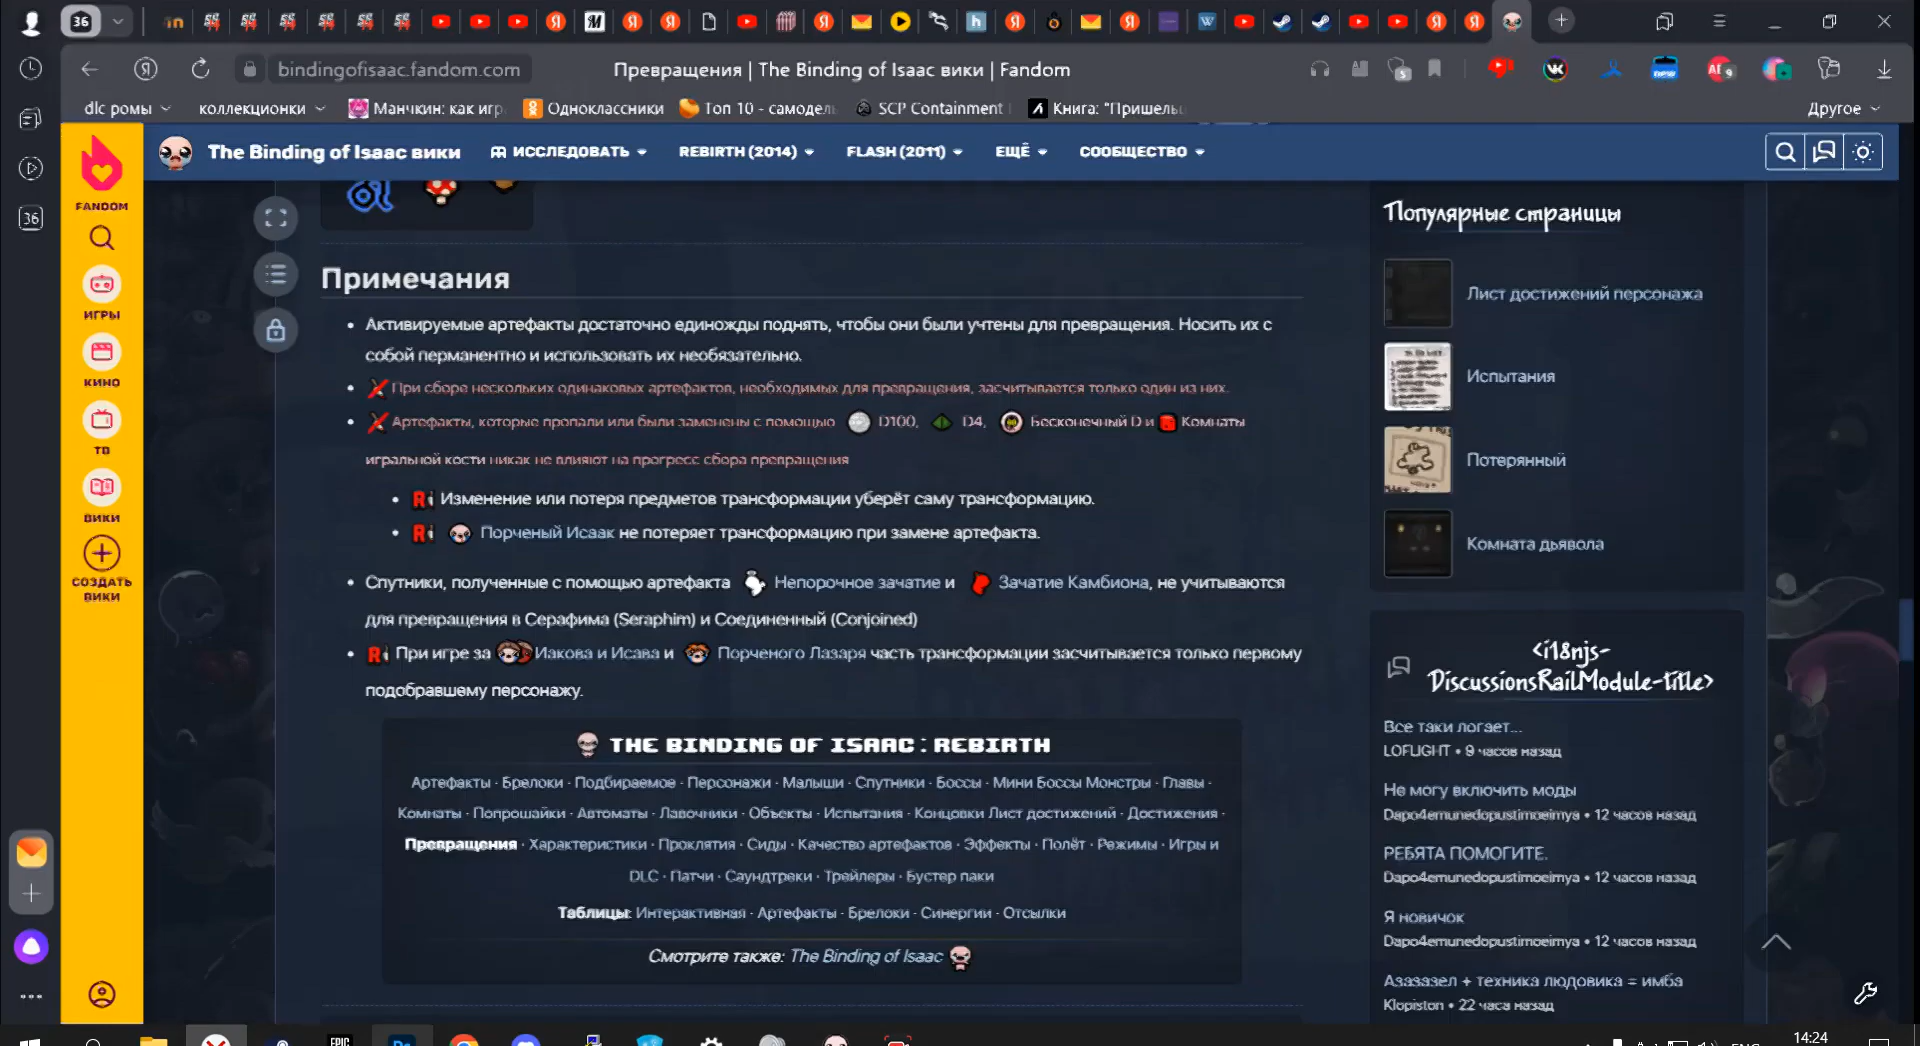 36
bindingofisaac.fandom.com
Превращения | The Binding of Isaac вики | Fandom
dlc ромы
коллекционки
Манчкин: как игр
Одноклассники
Топ 10 - самодел
SCP Containment
Книга: "Пришельц
Другое
36
FANDOM
ИГРЫ
КИНО
ТВ
ВИКИ
СОЗДАТЬ
ВИКИ
The Binding of Isaac вики
ИССЛЕДОВАТЬ
REBIRTH (2014)
FLASH (2011)
ЕЩЁ
СООБЩЕСТВО
Примечания
Активируемые артефакты достаточно единожды поднять, чтобы они были учтены для превращения. Носить их с
собой перманентно и использовать их необязательно.
При сборе нескольких одинаковых артефактов, необходимых для превращения, засчитывается только один из них.
Артефакты, которые пропали или были заменены с помощью D100, D4, Бесконечный D и Комнаты
игральной кости никак не влияют на прогресс сбора превращения
Изменение или потеря предметов трансформации уберёт саму трансформацию.
Порченый Исаак не потеряет трансформацию при замене артефакта.
Спутники, полученные с помощью артефакта Непорочное зачатие и Зачатие Камбиона, не учитываются
для превращения в Серафима (Seraphim) и Соединенный (Conjoined)
При игре за Иакова и Исава и Порченого Лазаря часть трансформации засчитывается только первому
подобравшему персонажу.
THE BINDING OF ISAAC : REBIRTH
Артефакты · Брелоки · Подбираемое · Персонажи · Малыши · Спутники · Боссы · Мини Боссы Монстры · Главы ·
Комнаты · Попрошайки · Автоматы · Лавочники · Объекты · Испытания · Концовки Лист достижений · Достижения ·
Превращения · Характеристики · Проклятия · Сиды · Качество артефактов · Эффекты · Полёт · Режимы · Игры и
DLC · Патчи · Саундтреки · Трейлеры · Бустер паки
Таблицы: Интерактивная · Артефакты · Брелоки · Синергии · Отсылки
Смотрите также: The Binding of Isaac
Популярные страницы
Лист достижений персонажа
Испытания
Потерянный
Комната дьявола
<i18njs-
DiscussionsRailModule-title>
Все таки логает...
LOFLIGHT • 9 часов назад
Не могу включить моды
Dapo4emunedopustimoeimya • 12 часов назад
РЕБЯТА ПОМОГИТЕ.
Dapo4emunedopustimoeimya • 12 часов назад
Я новичок
Dapo4emunedopustimoeimya • 12 часов назад
Азазазел + техника людовика = имба
Klopiston • 22 часа назад
EPIC
14:24